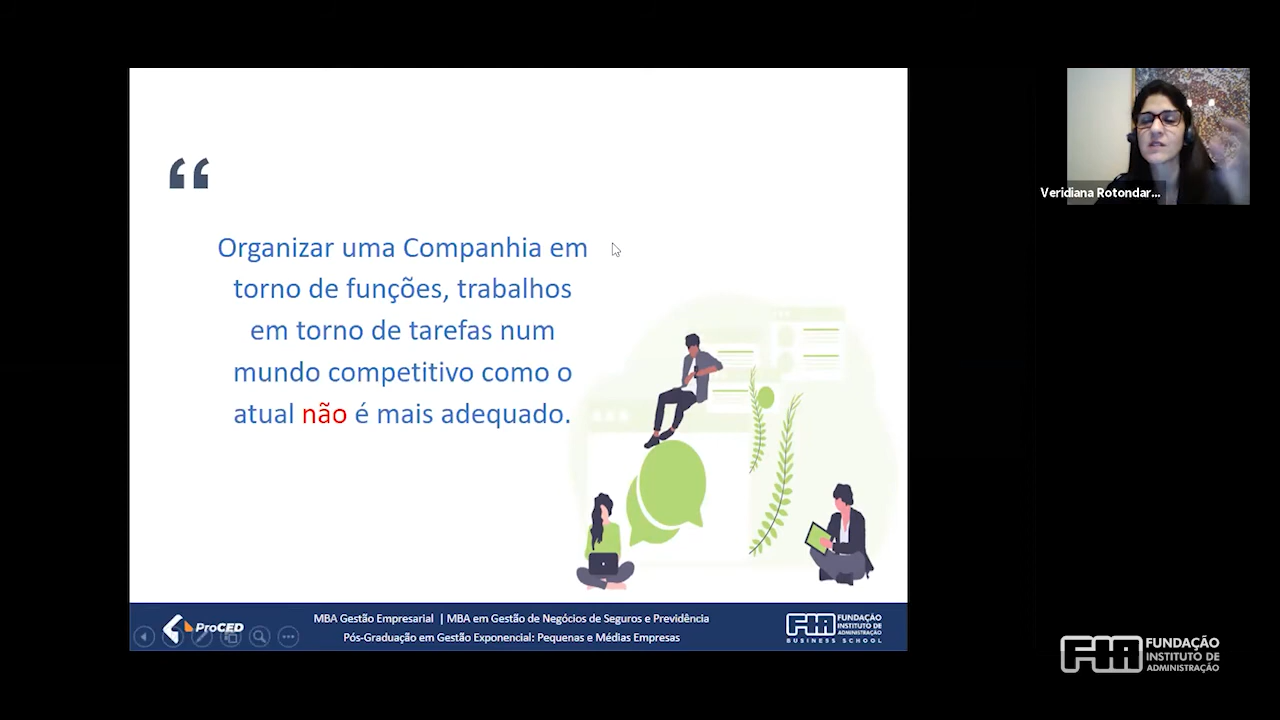 “
Organizar uma Companhia em
torno de funções, trabalhos
em torno de tarefas num
mundo competitivo como o
atual não é mais adequado.
Veridiana Rotondar...
ProCED
MBA Gestão Empresarial | MBA em Gestão de Negócios de Seguros e Previdência
Pós-Graduação em Gestão Exponencial: Pequenas e Médias Empresas
FIA FUNDAÇÃO
INSTITUTO DE
ADMINISTRAÇÃO
BUSINESS SCHOOL
FIA FUNDAÇÃO
INSTITUTO DE
ADMINISTRAÇÃO